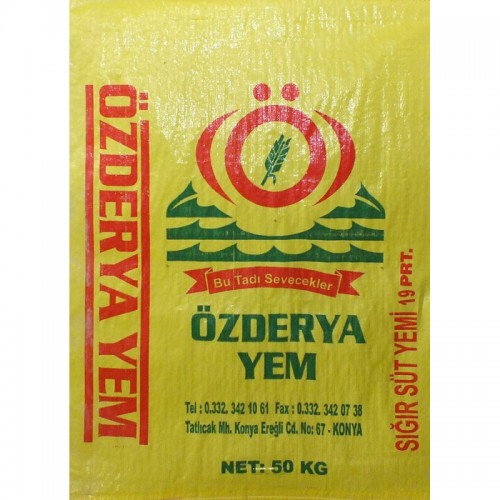 ÖZDERYA YEM
Ö
Bu Tadı Sevecekler
ÖZDERYA
YEM
Tel : 0.332. 342 10 61 Fax : 0.332. 342 07 38
Tatlıcak Mh. Konya Ereğli Cd. No: 67 - KONYA
NET: 50 KG
SIĞIR SÜT YEMİ 19 PRT.